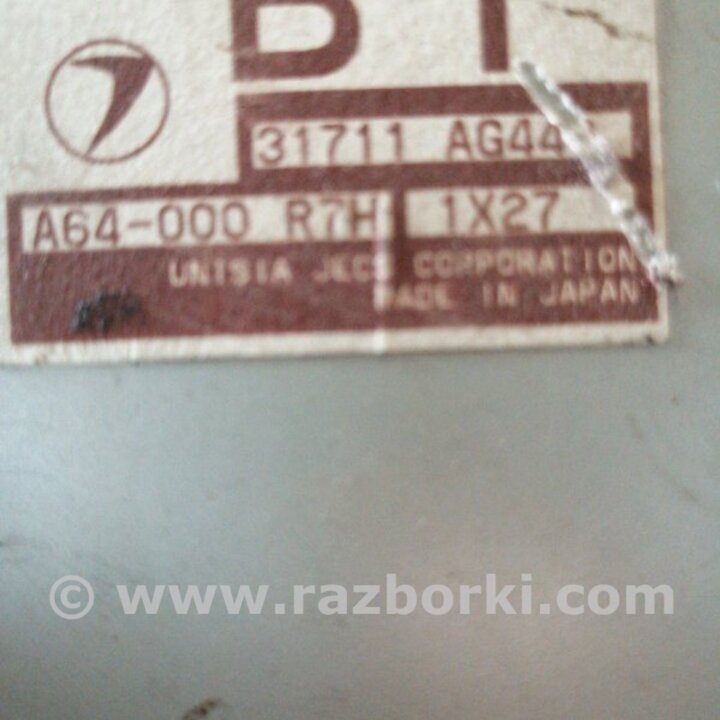 31711 AG44
A64-000 R7H 1X27
UNISIA JECS CORPORATION
MADE IN JAPAN
© www.razborki.com